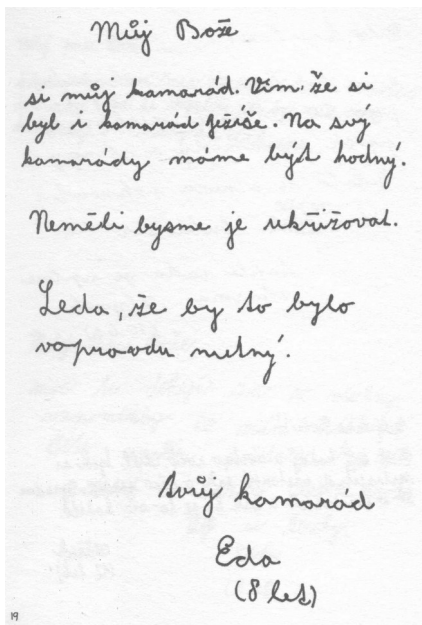 Můj Bože
si můj kamarád. Vím že si
byl i kamarád Ježíše. Na svý
kamarády máme být hodný.
Neměli bysme je ukřižovat.
Leda, že by to bylo
vopravdu nutný.
tvůj kamarád
Eda
(8 let)
19